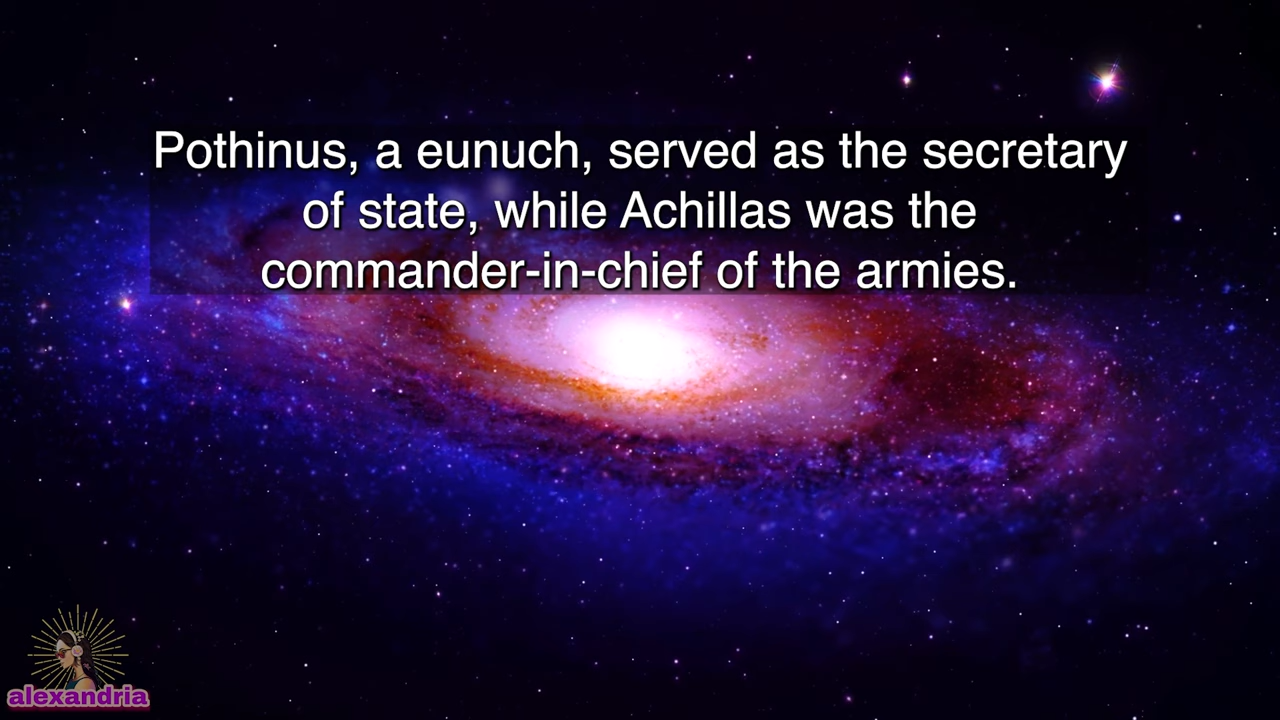 Pothinus, a eunuch, served as the secretary
of state, while Achillas was the
commander-in-chief of the armies.
alexandria